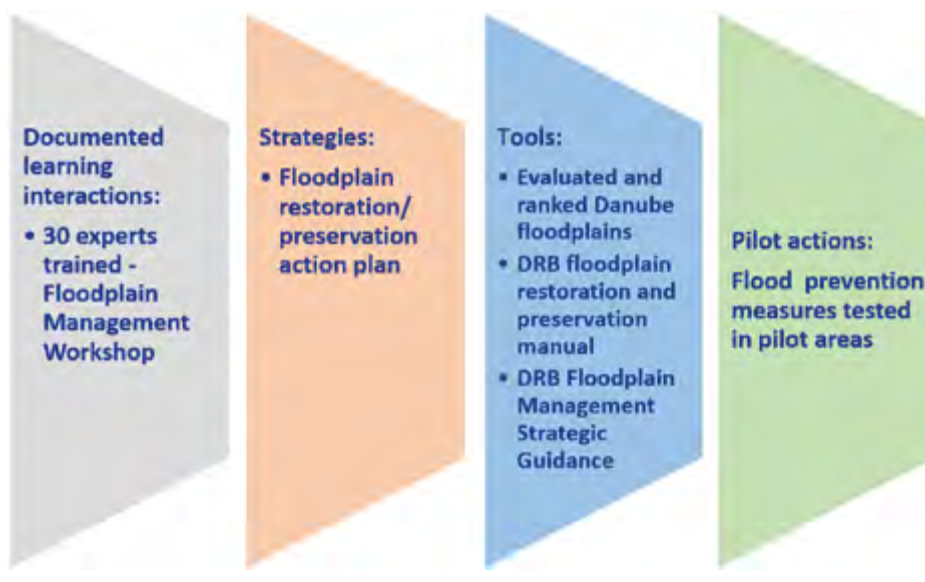 Documented
learning
interactions:
• 30 experts
trained -
Floodplain
Management
Workshop
Strategies:
• Floodplain
restoration/
preservation
action plan
Tools:
• Evaluated and
ranked Danube
floodplains
• DRB floodplain
restoration and
preservation
manual
• DRB Floodplain
Management
Strategic
Guidance
Pilot actions:
Flood prevention
measures tested
in pilot areas